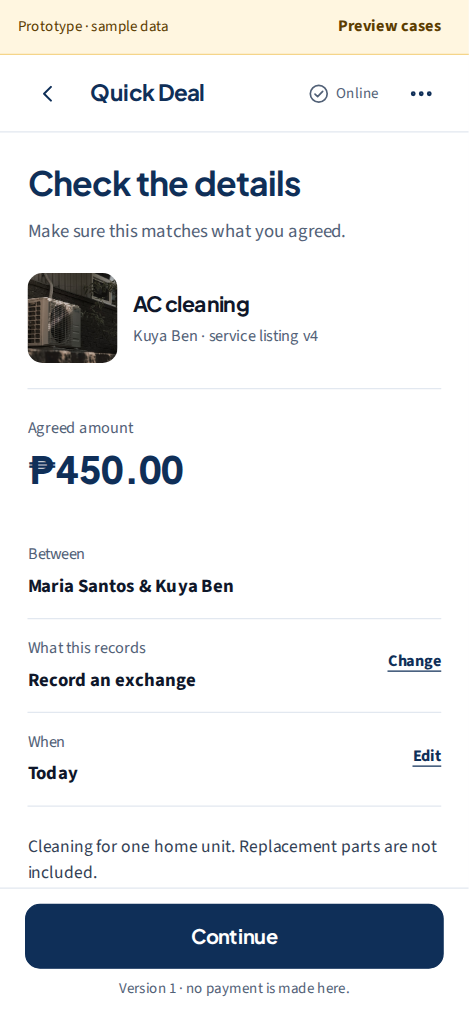 Prototype · sample data
Preview cases
Quick Deal
Online
Check the details
Make sure this matches what you agreed.
AC cleaning
Kuya Ben · service listing v4
Agreed amount
₱450.00
Between
Maria Santos & Kuya Ben
What this records
Change
Record an exchange
When
Edit
Today
Cleaning for one home unit. Replacement parts are not
included.
Continue
Version 1 · no payment is made here.